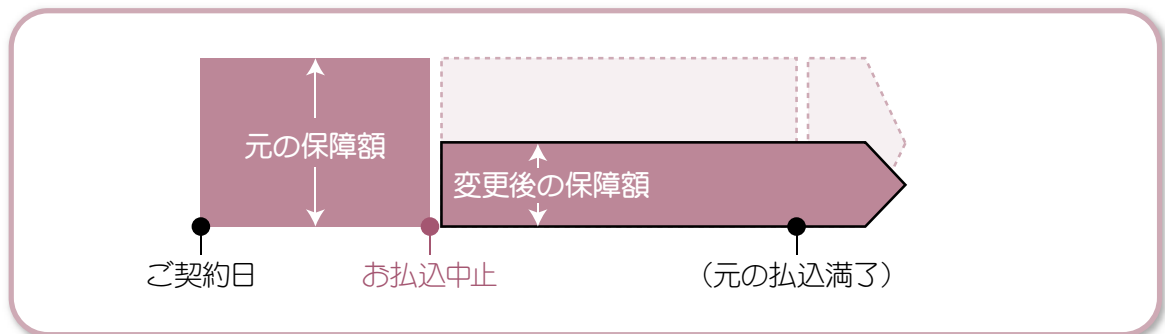 元の保障額
変更後の保障額
ご契約日
お払込中止
（元の払込満了）